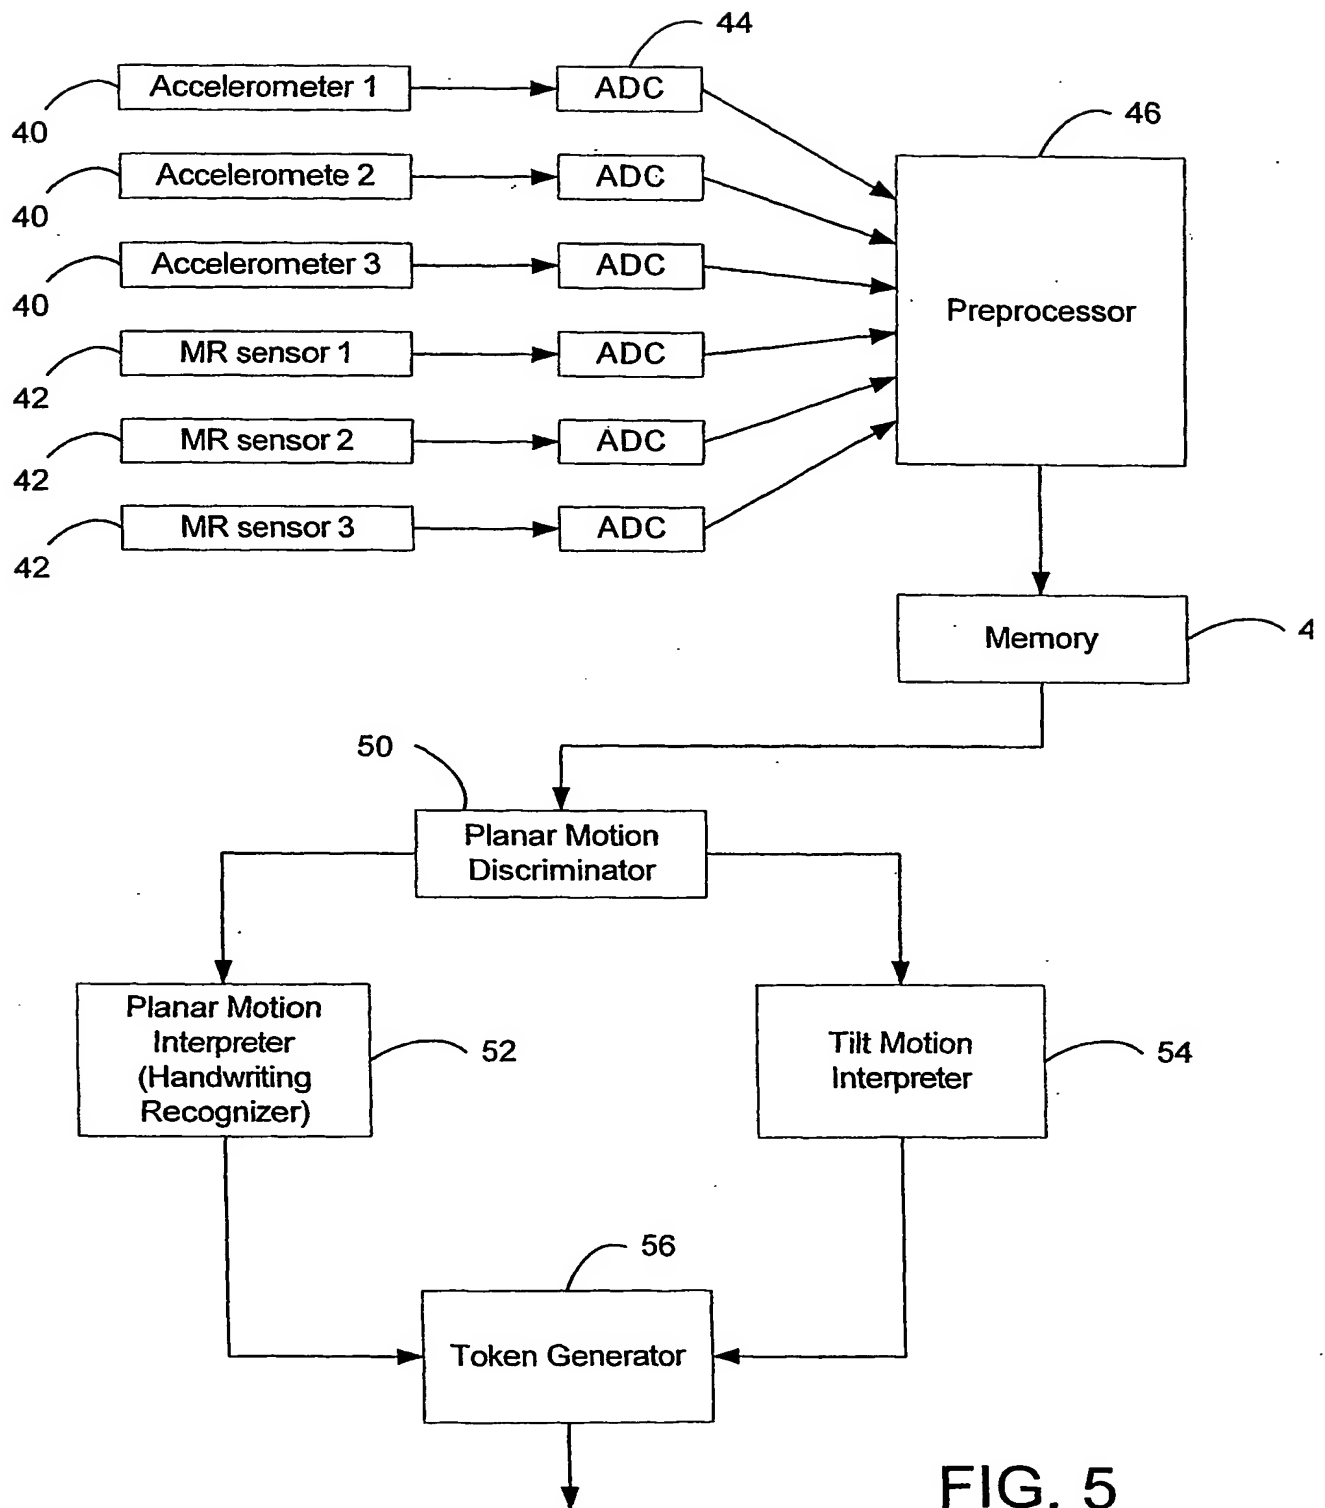 44
Accelerometer 1
ADC
40
46
Acceleromete 2
ADC
40
Accelerometer 3
ADC
40
Preprocessor
MR sensor 1
ADC
42
MR sensor 2
ADC
42
MR sensor 3
ADC
42
Memory
4
50
Planar Motion
Discriminator
Planar Motion
Interpreter
(Handwriting
Recognizer)
52
Tilt Motion
Interpreter
54
56
Token Generator
FIG. 5